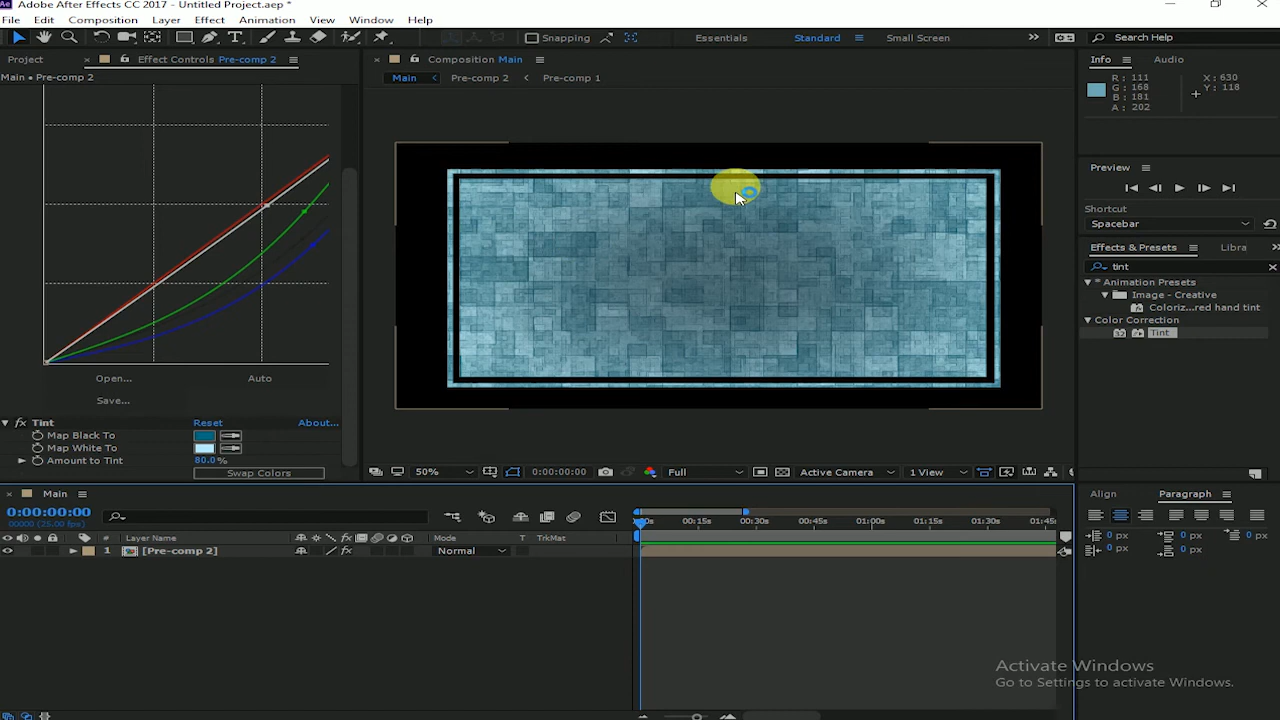 Ae Adobe After Effects CC 2017 - Untitled Project.aep *
File Edit Composition Layer Effect Animation View Window Help
Snapping Essentials Standard Small Screen Search Help
Project Effect Controls Pre-comp 2
Main • Pre-comp 2
Composition Main
Main Pre-comp 2 Pre-comp 1
Info Audio
R: 111 X: 630
G: 168 Y: 118
B: 181
A: 202
Preview
Shortcut
Spacebar
Effects & Presets Libra
tint
* Animation Presets
Image - Creative
Coloriz...red hand tint
Color Correction
Tint
Open... Auto
Save...
fx Tint Reset About...
Map Black To
Map White To
Amount to Tint 80.0%
Swap Colors
50% 0:00:00:00 Full Active Camera 1 View
Main
0:00:00:00
00000 (25.00 fps)
00s 00:15s 00:30s 00:45s 01:00s 01:15s 01:30s 01:45s
# Layer Name Mode T TrkMat
1 [Pre-comp 2] Normal
Align Paragraph
0 px 0 px 0 px
0 px 0 px
Activate Windows
Go to Settings to activate Windows.